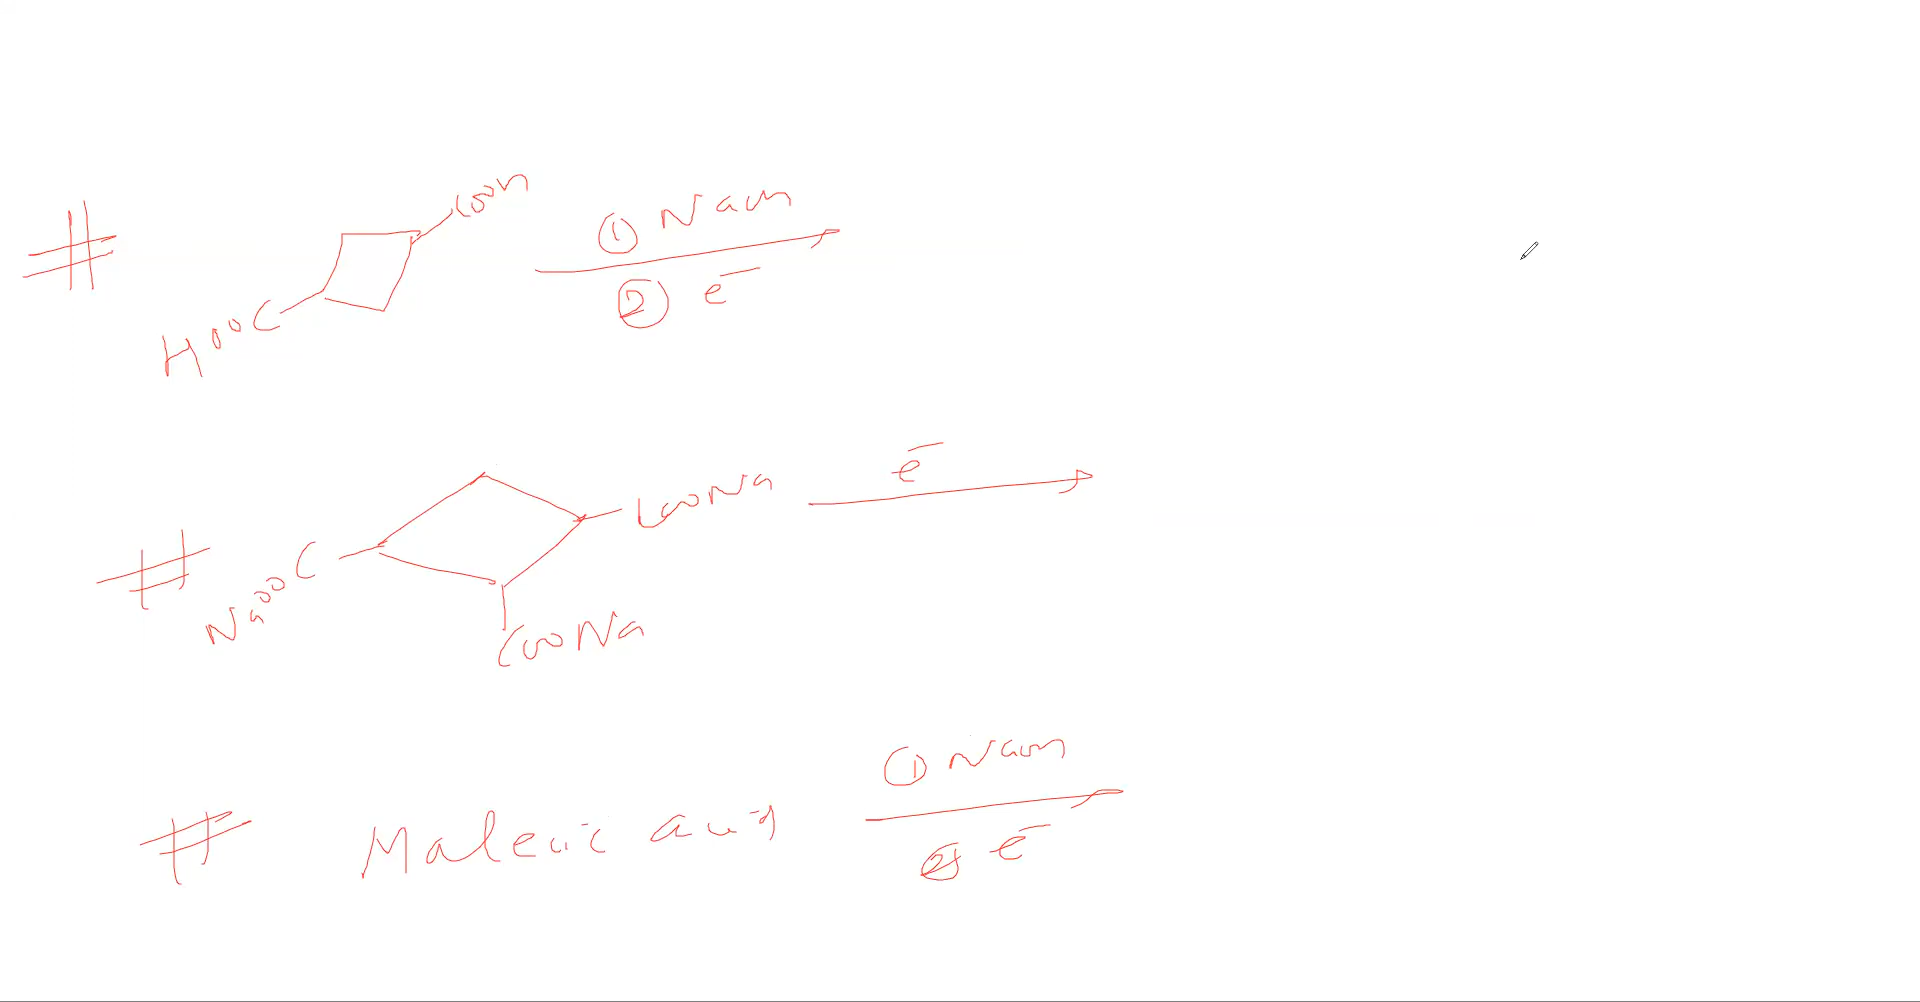 # COOH ① NaOH
HOOC ② e⁻
# NaOOC COONa e⁻
COONa
# Maleic acid ① NaOH
② e⁻